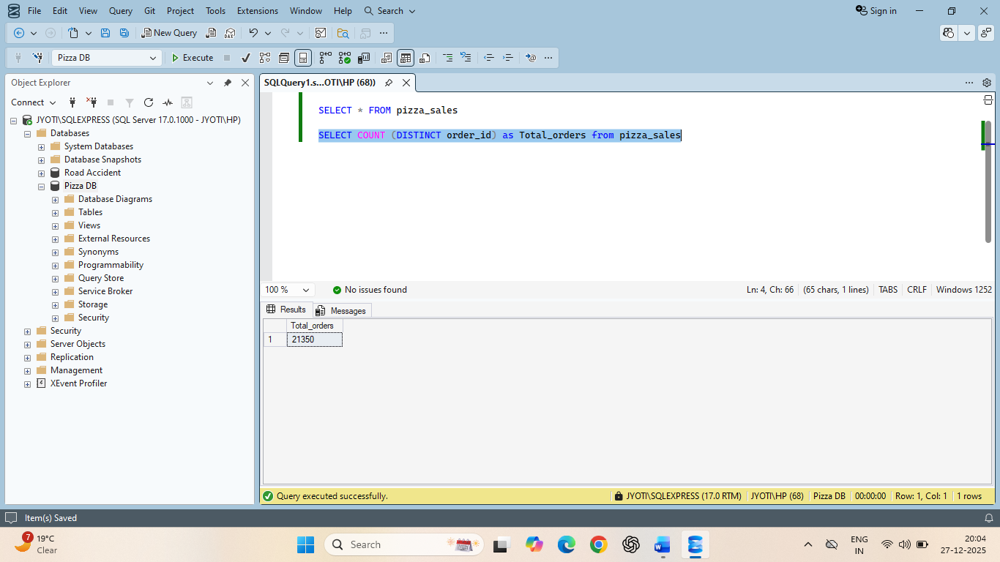 File Edit View Query Git Project Tools Extensions Window Help Search Sign in
New Query
Pizza DB Execute
Object Explorer
Connect
JYOTI\SQLEXPRESS (SQL Server 17.0.1000 - JYOTI\HP)
Databases
System Databases
Database Snapshots
Road Accident
Pizza DB
Database Diagrams
Tables
Views
External Resources
Synonyms
Programmability
Query Store
Service Broker
Storage
Security
Security
Server Objects
Replication
Management
XEvent Profiler
SQLQuery1.s...OTI\HP (68))
SELECT * FROM pizza_sales
SELECT COUNT (DISTINCT order_id) as Total_orders from pizza_sales
100 % No issues found Ln: 4, Ch: 66 (65 chars, 1 lines) TABS CRLF Windows 1252
Results Messages
Total_orders
1 21350
Query executed successfully. JYOTI\SQLEXPRESS (17.0 RTM) JYOTI\HP (68) Pizza DB 00:00:00 Row: 1, Col: 1 1 rows
Item(s) Saved
7 19°C
Clear
Search
ENG
IN
20:04
27-12-2025